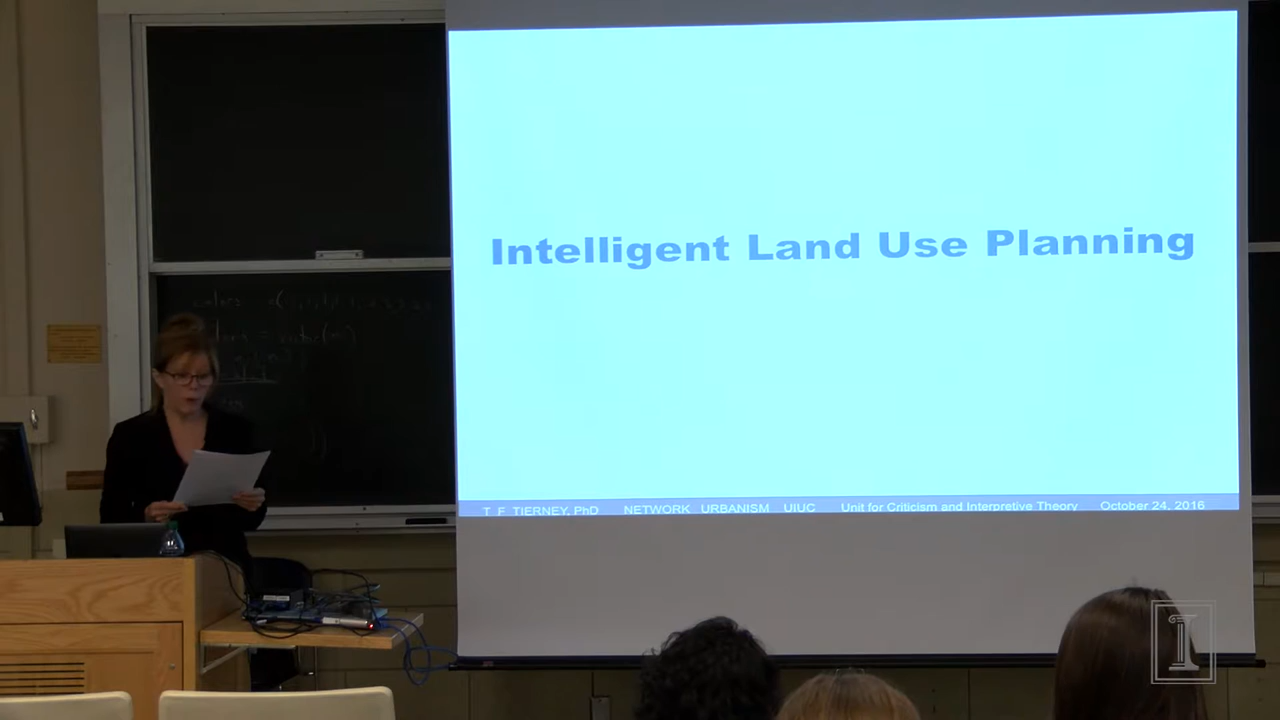 Intelligent Land Use Planning
T F TIERNEY, PhD NETWORK URBANISM UIUC Unit for Criticism and Interpretive Theory October 24, 2016